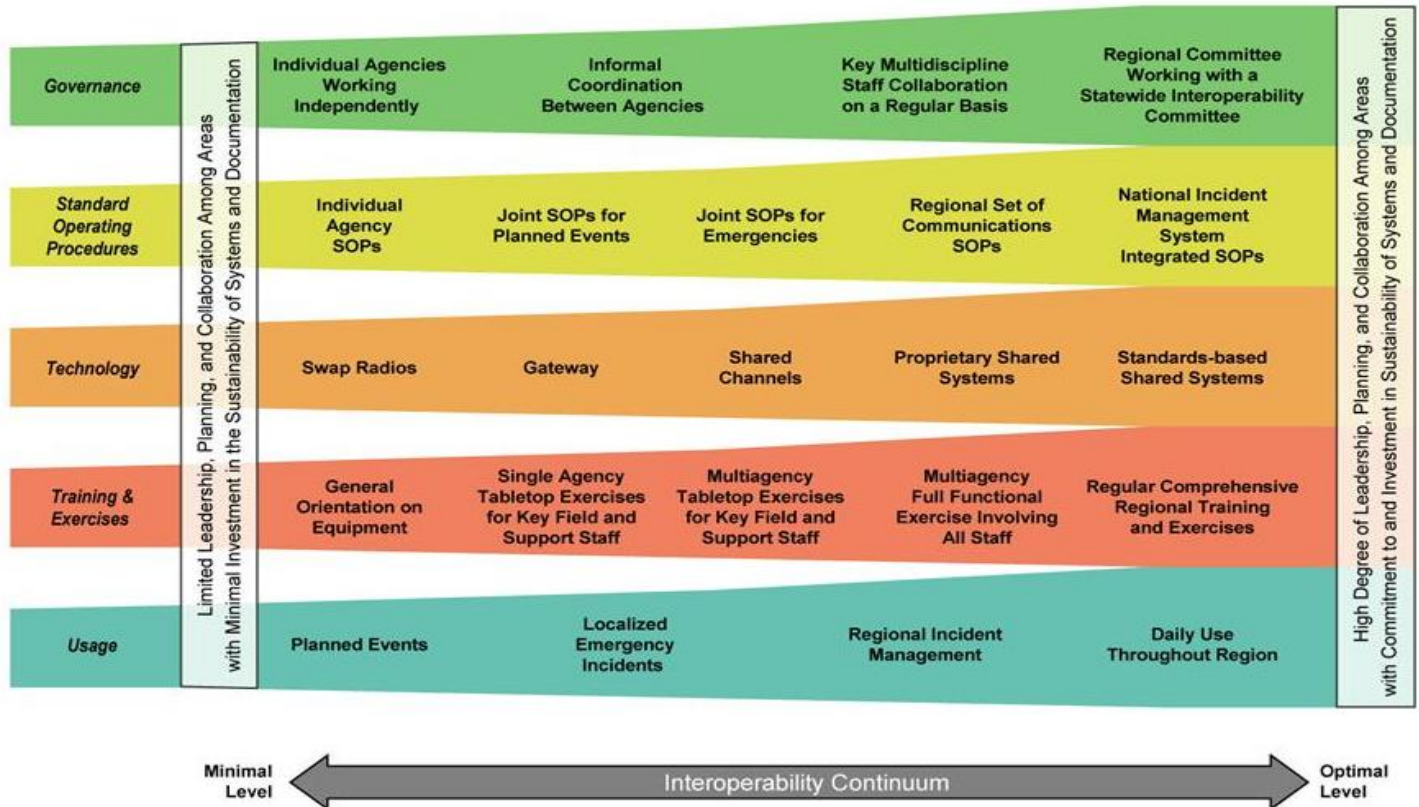 Governance
Individual Agencies
Working
Independently
Informal
Coordination
Between Agencies
Key Multidiscipline
Staff Collaboration
on a Regular Basis
Regional Committee
Working with a
Statewide Interoperability
Committee
Standard
Operating
Procedures
Individual
Agency
SOPs
Joint SOPs for
Planned Events
Joint SOPs for
Emergencies
Regional Set of
Communications
SOPs
National Incident
Management
System
Integrated SOPs
Technology
Swap Radios
Gateway
Shared
Channels
Proprietary Shared
Systems
Standards-based
Shared Systems
Training &
Exercises
General
Orientation on
Equipment
Single Agency
Tabletop Exercises
for Key Field and
Support Staff
Multiagency
Tabletop Exercises
for Key Field and
Support Staff
Multiagency
Full Functional
Exercise Involving
All Staff
Regular Comprehensive
Regional Training
and Exercises
Usage
Planned Events
Localized
Emergency
Incidents
Regional Incident
Management
Daily Use
Throughout Region
Limited Leadership, Planning, and Collaboration Among Areas
with Minimal Investment in the Sustainability of Systems and Documentation
High Degree of Leadership, Planning, and Collaboration Among Areas
with Commitment to and Investment in Sustainability of Systems and Documentation
Minimal
Level
Interoperability Continuum
Optimal
Level